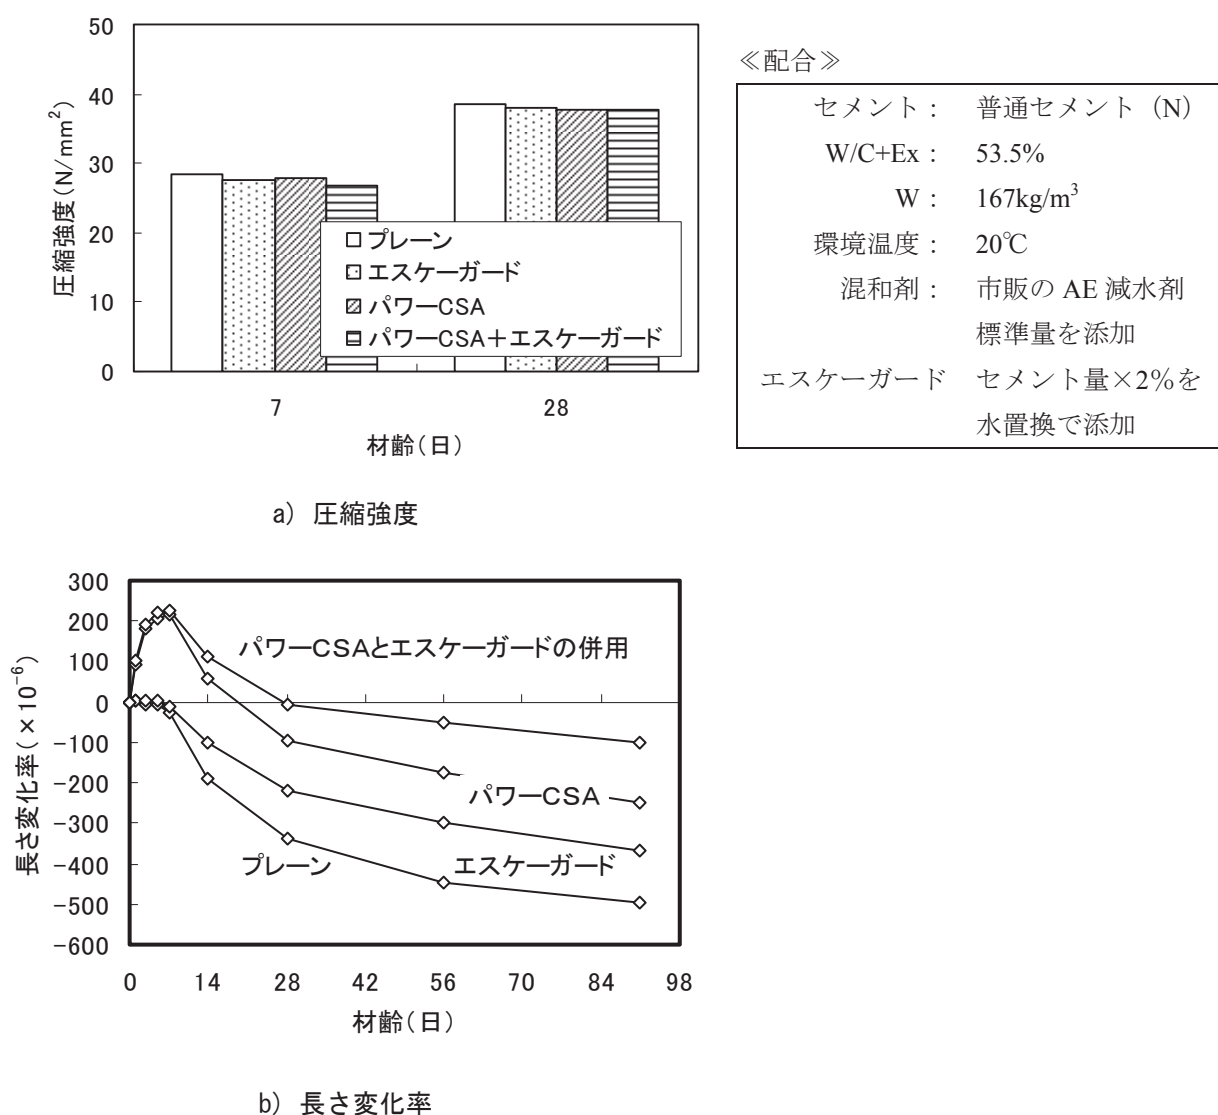 50
40
30
20
10
0
圧縮強度(N/mm²)
プレーン
エスケーガード
パワーCSA
パワーCSA+エスケーガード
7
28
材齢(日)
a) 圧縮強度
≪配合≫
セメント: 普通セメント (N)
W/C+Ex: 53.5%
W: 167kg/m³
環境温度: 20℃
混和剤: 市販の AE 減水剤
標準量を添加
エスケーガード セメント量×2%を
水置換で添加
300
200
100
0
-100
-200
-300
-400
-500
-600
長さ変化率(×10⁻⁶)
パワーCSAとエスケーガードの併用
パワーCSA
プレーン
エスケーガード
0 14 28 42 56 70 84 98
材齢(日)
b) 長さ変化率